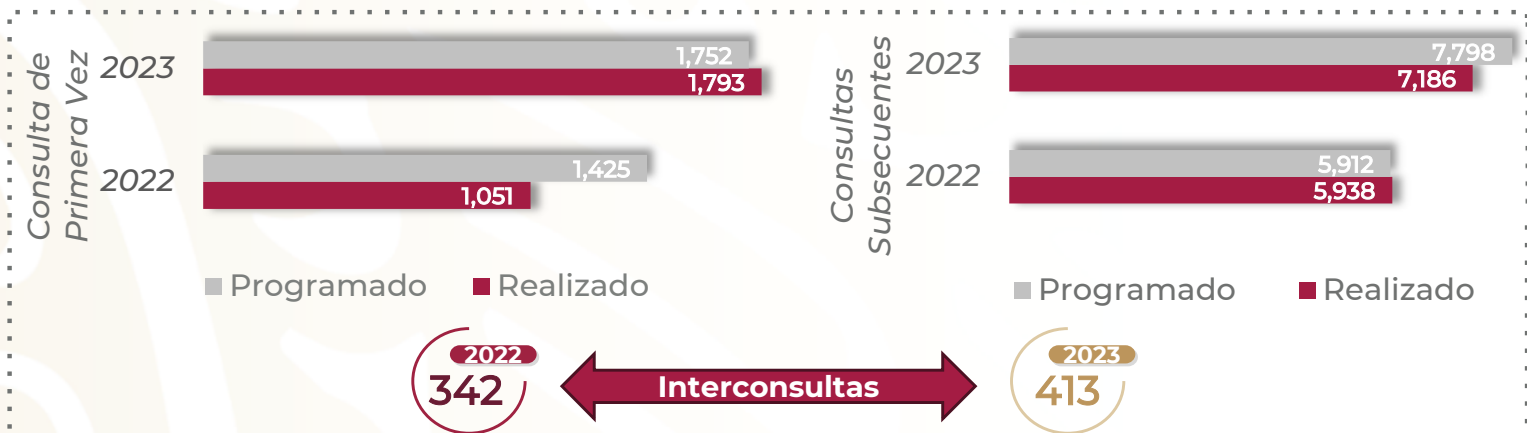 Consulta de
Primera Vez
2023
1,752
1,793
2022
1,425
1,051
Programado
Realizado
Consultas
Subsecuentes
2023
7,798
7,186
2022
5,912
5,938
Programado
Realizado
2022
342
Interconsultas
2023
413